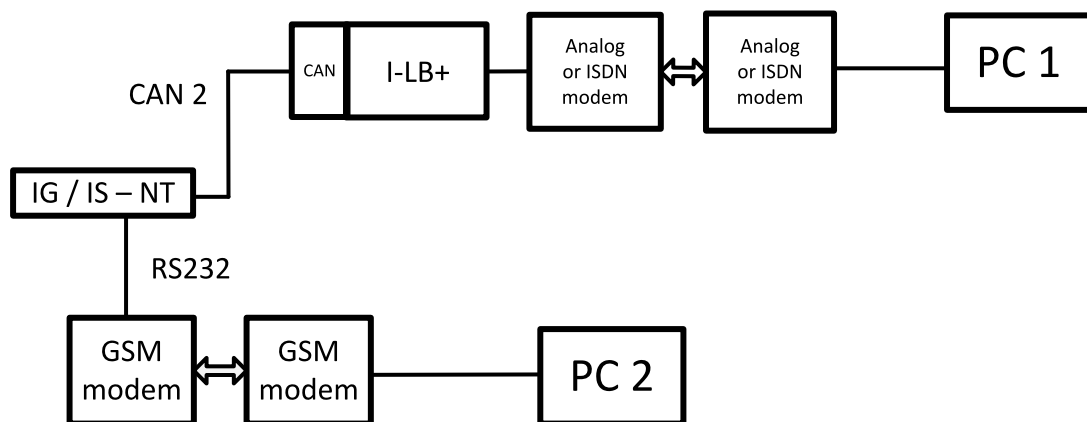 CAN 2
CAN
I-LB+
Analog
or ISDN
modem
Analog
or ISDN
modem
PC 1
IG / IS – NT
RS232
GSM
modem
GSM
modem
PC 2